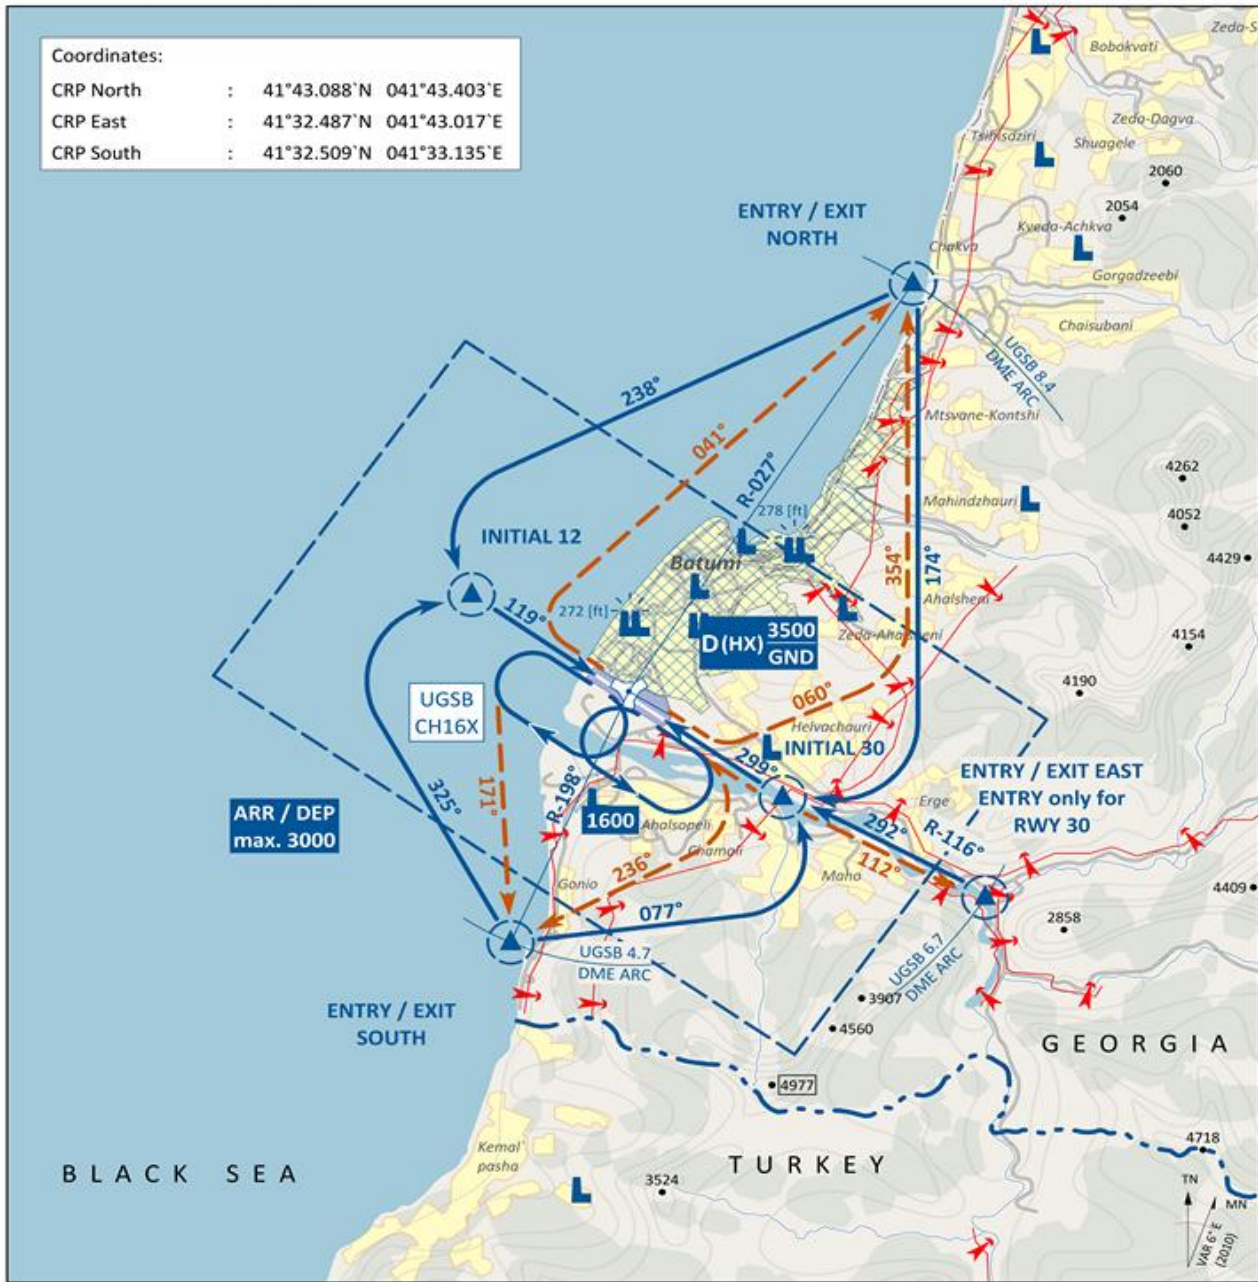 Coordinates:
CRP North : 41°43.088`N 041°43.403`E
CRP East : 41°32.487`N 041°43.017`E
CRP South : 41°32.509`N 041°33.135`E
Bobokvati
Zeda-S
Tsihisdziri
Zeda-Dagva
Shuagele
2060
2054
ENTRY / EXIT
NORTH
Kveda-Achkva
Chakva
Gorgadzeebi
Chaisubani
UGSB 8.4
DME ARC
238°
041°
R-027°
Mtsvane-Kontshi
4262
Mahindzhauri
278 [ft]
4052
INITIAL 12
Batumi
354°
174°
4429
119°
272 [ft]
Ahalsheni
D(HX) 3500
GND
Zeda-Ahalsheni
4154
UGSB
CH16X
060°
4190
Helvachauri
INITIAL 30
299°
171°
R-198°
325°
ENTRY / EXIT EAST
ENTRY only for
RWY 30
ARR / DEP
max. 3000
1600
Ahalsopeli
Erge
292°
R-116°
Chamoli
236°
112°
Maho
Gonio
4409
077°
2858
UGSB 4.7
DME ARC
UGSB 6.7
DME ARC
3907
ENTRY / EXIT
SOUTH
4560
GEORGIA
4977
Kemal`
pasha
4718
BLACK SEA
TURKEY
3524
TN
MN
VAR 6° E
(2010)